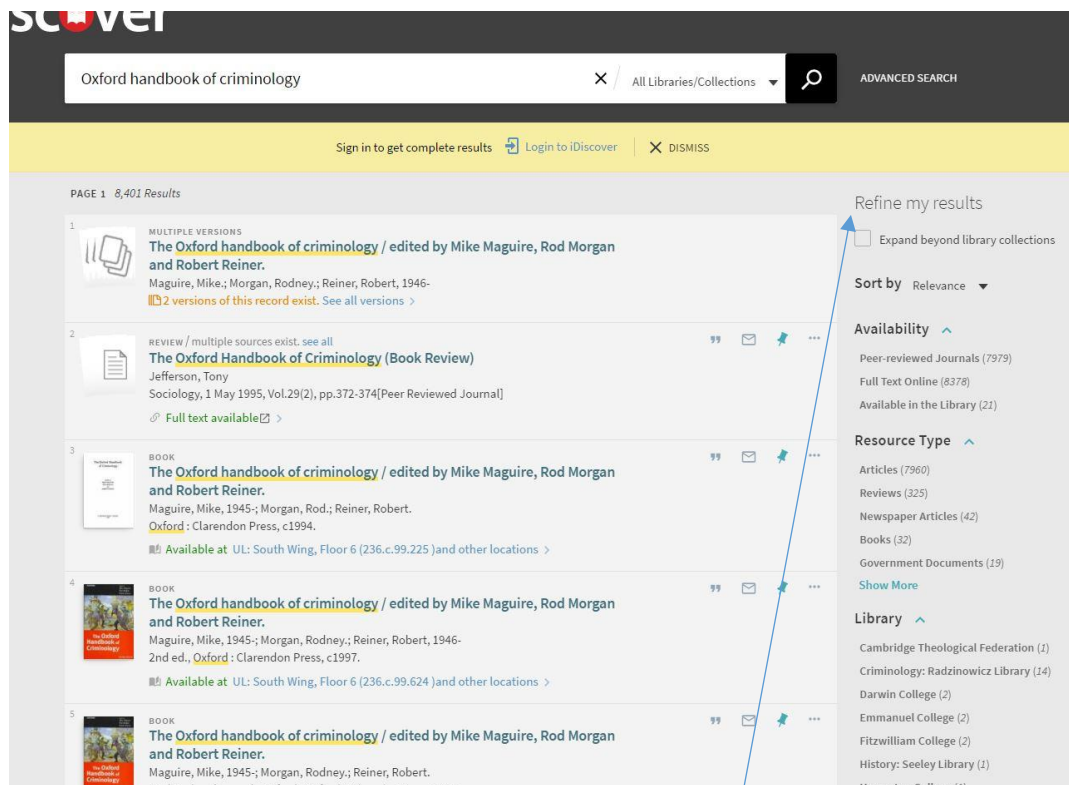 scover
Oxford handbook of criminology
All Libraries/Collections
ADVANCED SEARCH
Sign in to get complete results Login to iDiscover DISMISS
PAGE 1 8,401 Results
1
MULTIPLE VERSIONS
The Oxford handbook of criminology / edited by Mike Maguire, Rod Morgan
and Robert Reiner.
Maguire, Mike.; Morgan, Rodney.; Reiner, Robert, 1946-
2 versions of this record exist. See all versions >
2
REVIEW / multiple sources exist. see all
The Oxford Handbook of Criminology (Book Review)
Jefferson, Tony
Sociology, 1 May 1995, Vol.29(2), pp.372-374[Peer Reviewed Journal]
Full text available >
3
BOOK
The Oxford handbook of criminology / edited by Mike Maguire, Rod Morgan
and Robert Reiner.
Maguire, Mike, 1945-; Morgan, Rod.; Reiner, Robert.
Oxford : Clarendon Press, c1994.
Available at UL: South Wing, Floor 6 (236.c.99.225 )and other locations >
4
BOOK
The Oxford handbook of criminology / edited by Mike Maguire, Rod Morgan
and Robert Reiner.
Maguire, Mike, 1945-; Morgan, Rodney.; Reiner, Robert, 1946-
2nd ed., Oxford : Clarendon Press, c1997.
Available at UL: South Wing, Floor 6 (236.c.99.624 )and other locations >
5
BOOK
The Oxford handbook of criminology / edited by Mike Maguire, Rod Morgan
and Robert Reiner.
Maguire, Mike, 1945-; Morgan, Rodney.; Reiner, Robert.
Refine my results
Expand beyond library collections
Sort by Relevance
Availability
Peer-reviewed Journals (7979)
Full Text Online (8378)
Available in the Library (21)
Resource Type
Articles (7960)
Reviews (325)
Newspaper Articles (42)
Books (32)
Government Documents (19)
Show More
Library
Cambridge Theological Federation (1)
Criminology: Radzinowicz Library (14)
Darwin College (2)
Emmanuel College (2)
Fitzwilliam College (2)
History: Seeley Library (1)